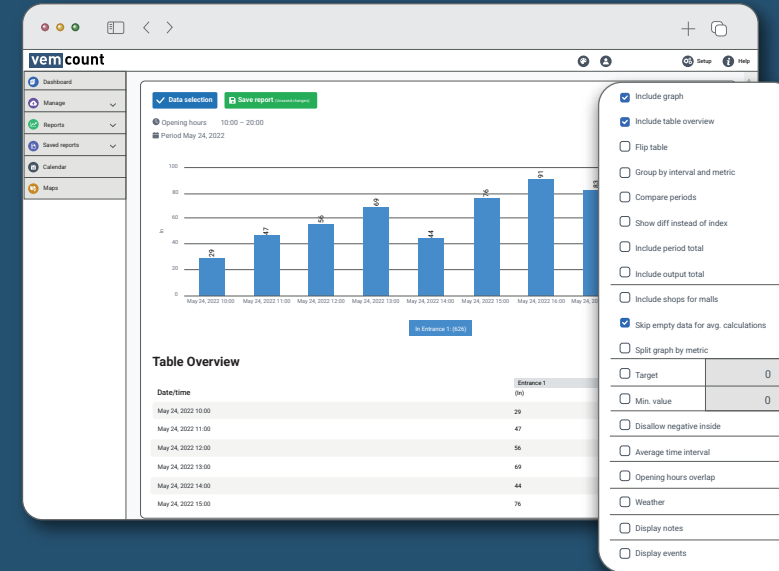 vemcount
Setup
Help
Dashboard
Manage
Reports
Saved reports
Calendar
Maps
Data selection
Save report (Unsaved changes)
Opening hours 10:00 – 20:00
Period May 24, 2022
100
80
60
40
20
0
In
29
47
56
69
44
76
91
83
May 24, 2022 10:00
May 24, 2022 11:00
May 24, 2022 12:00
May 24, 2022 13:00
May 24, 2022 14:00
May 24, 2022 15:00
May 24, 2022 16:00
May 24, 20
In Entrance 1: (626)
Table Overview
Entrance 1
Date/time (In)
May 24, 2022 10:00 29
May 24, 2022 11:00 47
May 24, 2022 12:00 56
May 24, 2022 13:00 69
May 24, 2022 14:00 44
May 24, 2022 15:00 76
Include graph
Include table overview
Flip table
Group by interval and metric
Compare periods
Show diff instead of index
Include period total
Include output total
Include shops for malls
Skip empty data for avg. calculations
Split graph by metric
Target 0
Min. value 0
Disallow negative inside
Average time interval
Opening hours overlap
Weather
Display notes
Display events